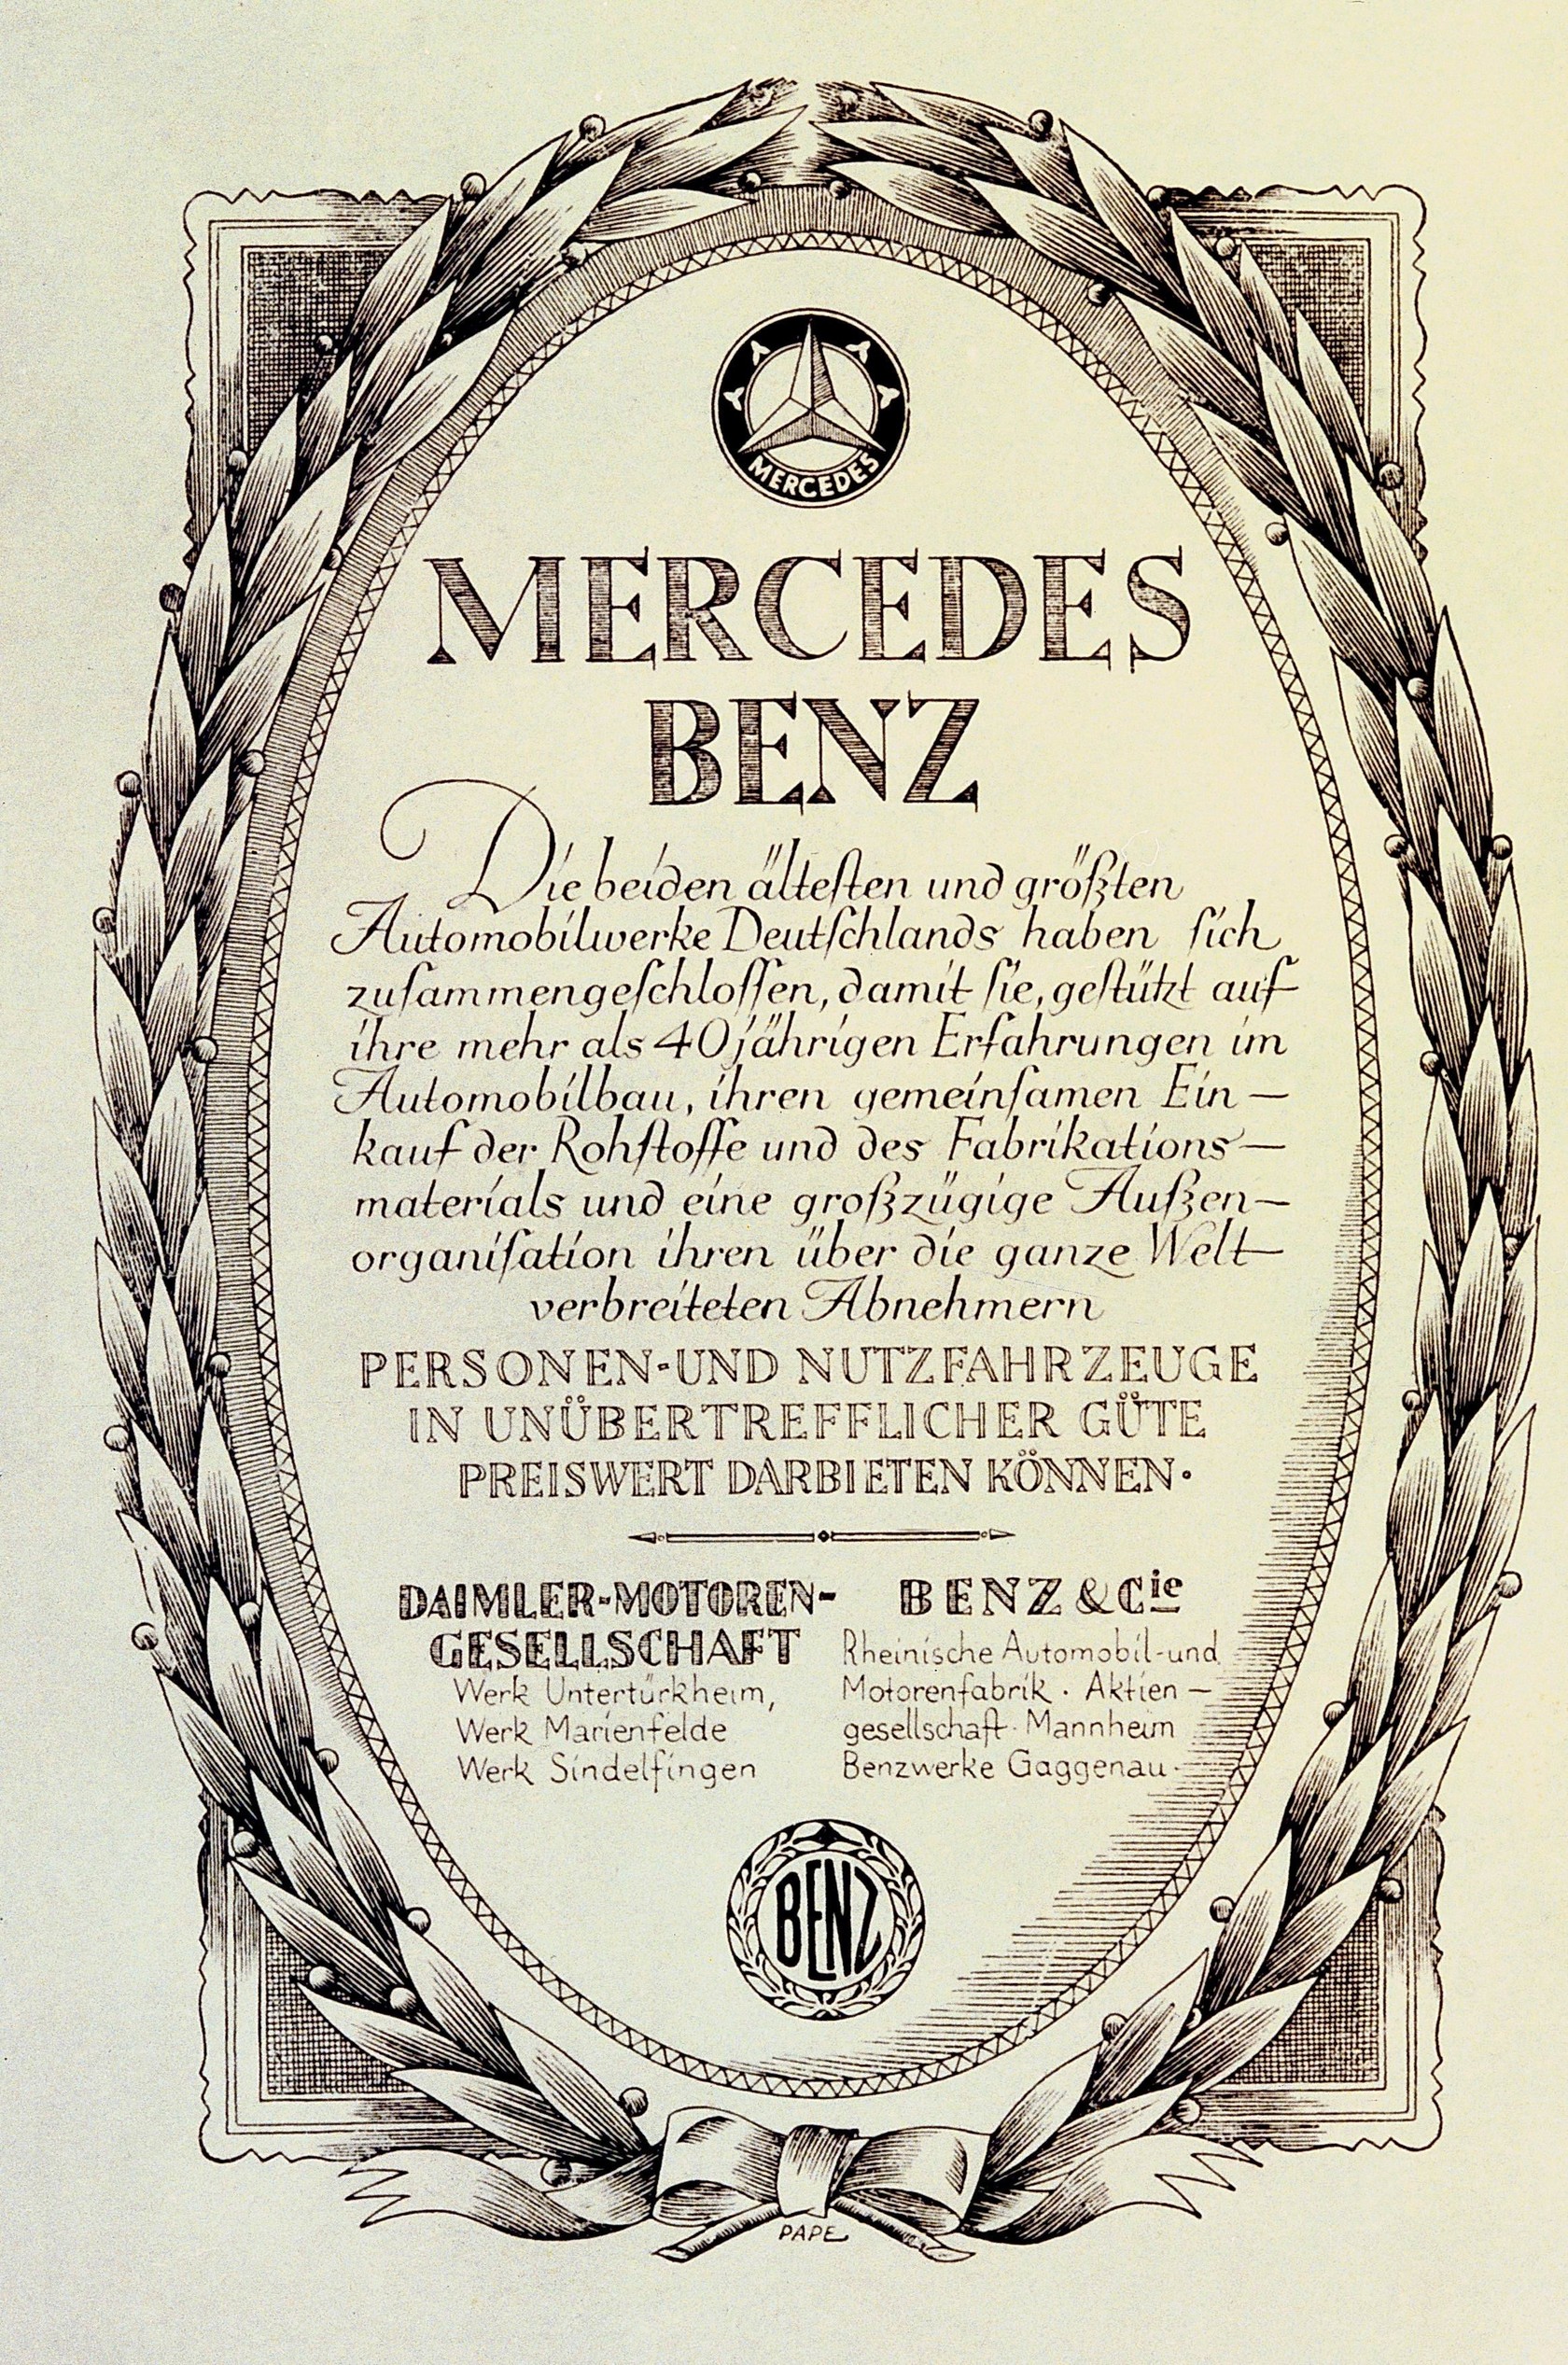 MERCEDES
MERCEDES
BENZ
Die beiden älteſten und größten
Automobilwerke Deutſchlands haben ſich
zuſammengeſchloſſen, damit ſie, geſtützt auf
ihre mehr als 40jährigen Erfahrungen im
Automobilbau, ihren gemeinſamen Ein—
kauf der Rohſtoffe und des Fabrikations—
materials und eine großzügige Außen—
organiſation ihren über die ganze Welt
verbreiteten Abnehmern
PERSONEN-UND NUTZFAHRZEUGE
IN UNÜBERTREFFLICHER GÜTE
PREISWERT DARBIETEN KÖNNEN·
DAIMLER-MOTOREN-
GESELLSCHAFT
Werk Untertürkheim,
Werk Marienfelde
Werk Sindelfingen
BENZ & Cie
Rheinische Automobil-und
Motorenfabrik · Aktien—
gesellschaft · Mannheim
Benzwerke Gaggenau·
BENZ
PAPE